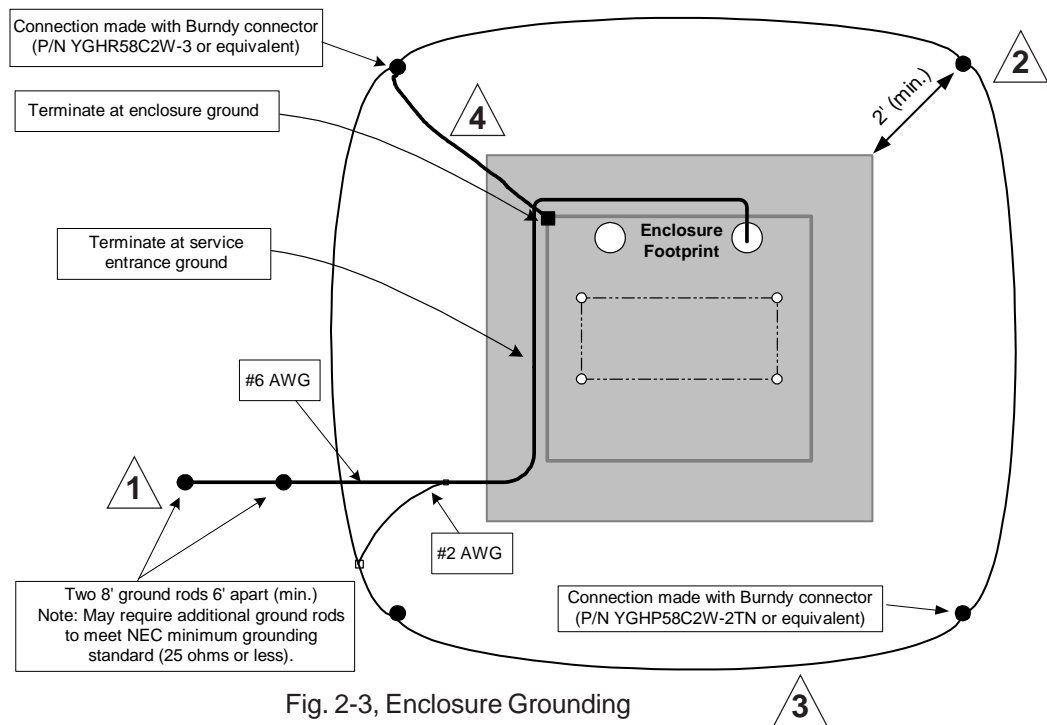 Connection made with Burndy connector
(P/N YGHR58C2W-3 or equivalent)
2
2' (min.)
Terminate at enclosure ground
4
Enclosure
Footprint
Terminate at service
entrance ground
#6 AWG
1
#2 AWG
Two 8' ground rods 6' apart (min.)
Note: May require additional ground rods
to meet NEC minimum grounding
standard (25 ohms or less).
Connection made with Burndy connector
(P/N YGHP58C2W-2TN or equivalent)
3
Fig. 2-3, Enclosure Grounding